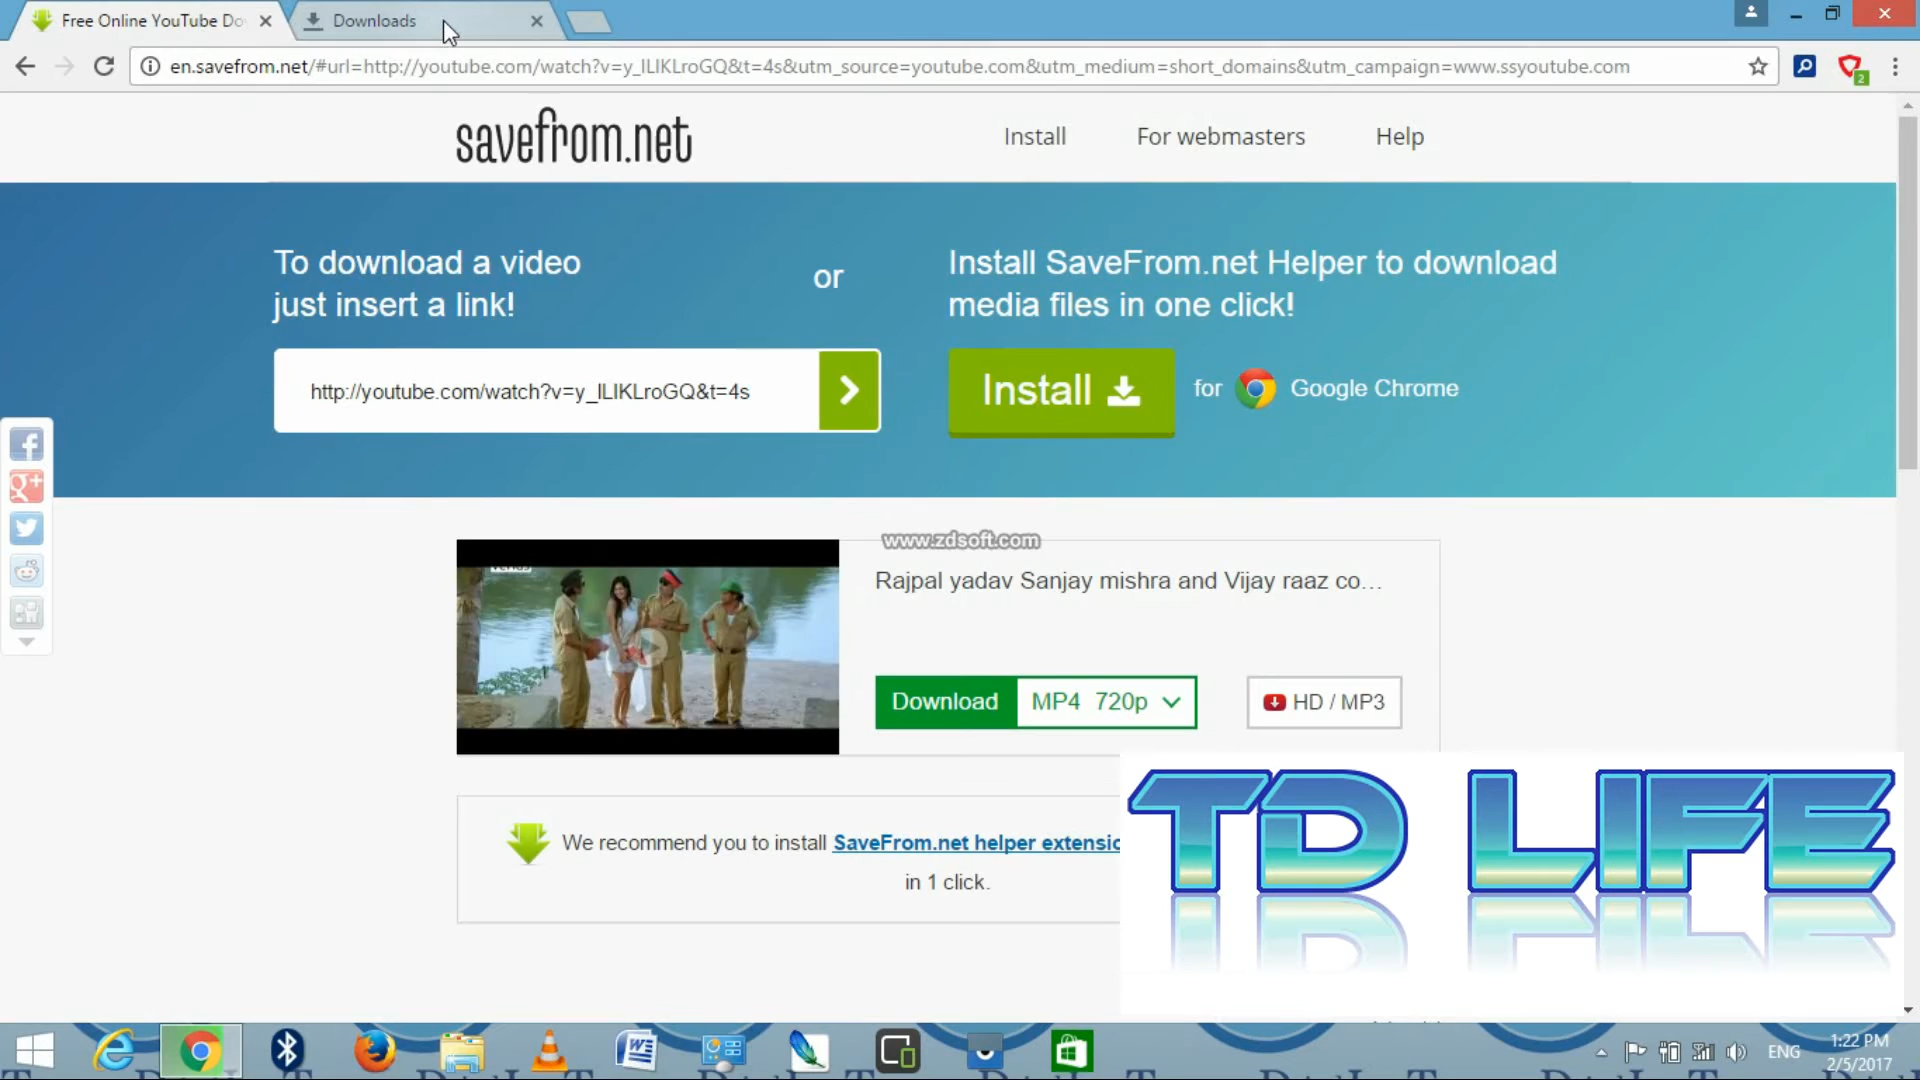 Free Online YouTube Do
Downloads
en.savefrom.net/#url=http://youtube.com/watch?v=y_lLIKLroGQ&t=4s&utm_source=youtube.com&utm_medium=short_domains&utm_campaign=www.ssyoutube.com
2
savefrom.net
Install
For webmasters
Help
To download a video
just insert a link!
or
Install SaveFrom.net Helper to download
media files in one click!
http://youtube.com/watch?v=y_lLIKLroGQ&t=4s
Install
for
Google Chrome
www.zdsoft.com
Rajpal yadav Sanjay mishra and Vijay raaz co...
Download
MP4 720p
HD / MP3
We recommend you to install SaveFrom.net helper extensio
in 1 click.
TD LIFE
ENG
1:22 PM
2/5/2017